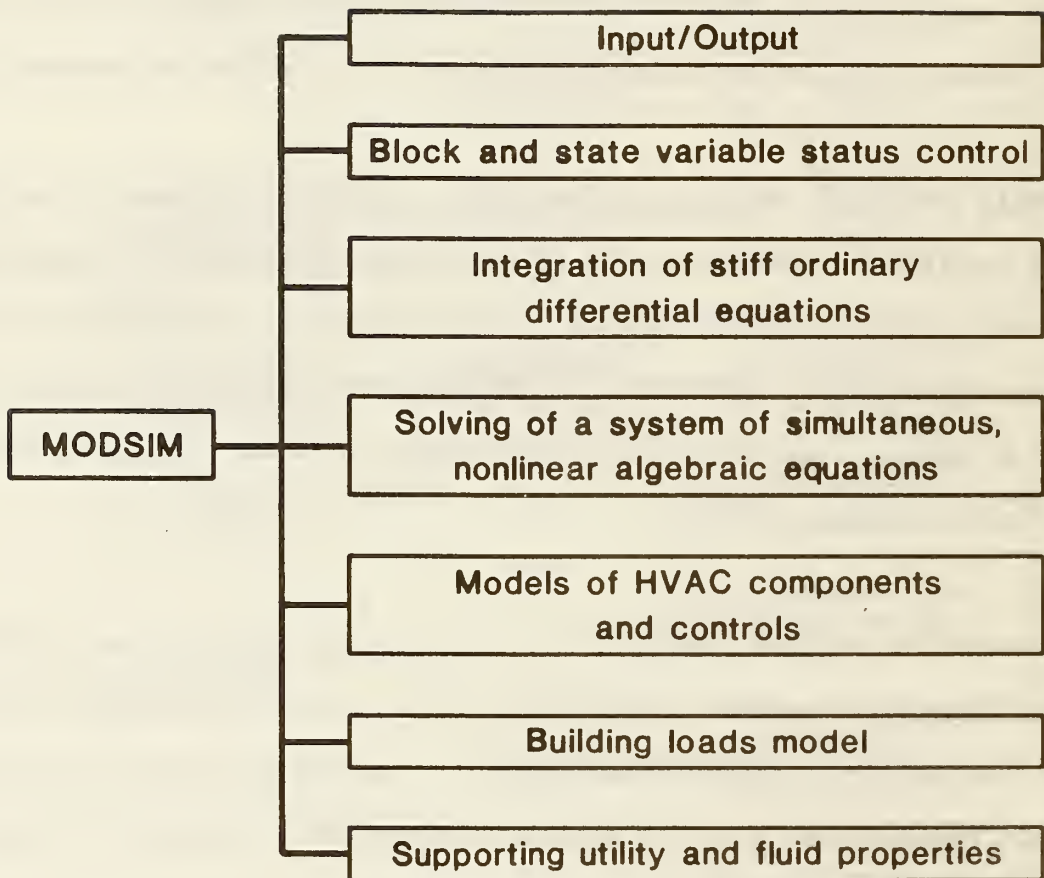 Input/Output
Block and state variable status control
Integration of stiff ordinary
differential equations
MODSIM
Solving of a system of simultaneous,
nonlinear algebraic equations
Models of HVAC components
and controls
Building loads model
Supporting utility and fluid properties